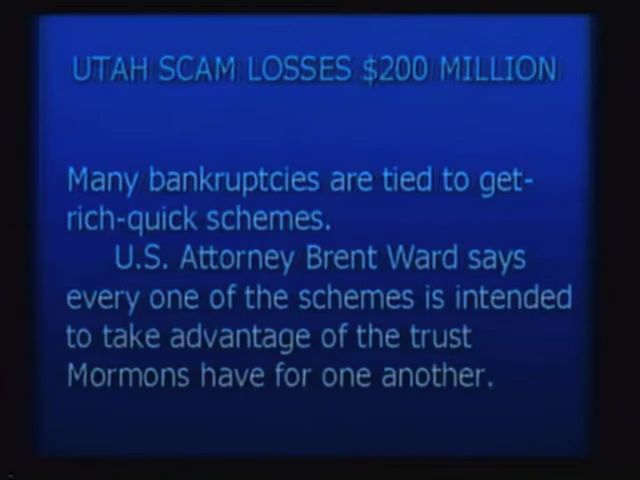 UTAH SCAM LOSSES $200 MILLION
Many bankruptcies are tied to get-
rich-quick schemes.
U.S. Attorney Brent Ward says
every one of the schemes is intended
to take advantage of the trust
Mormons have for one another.